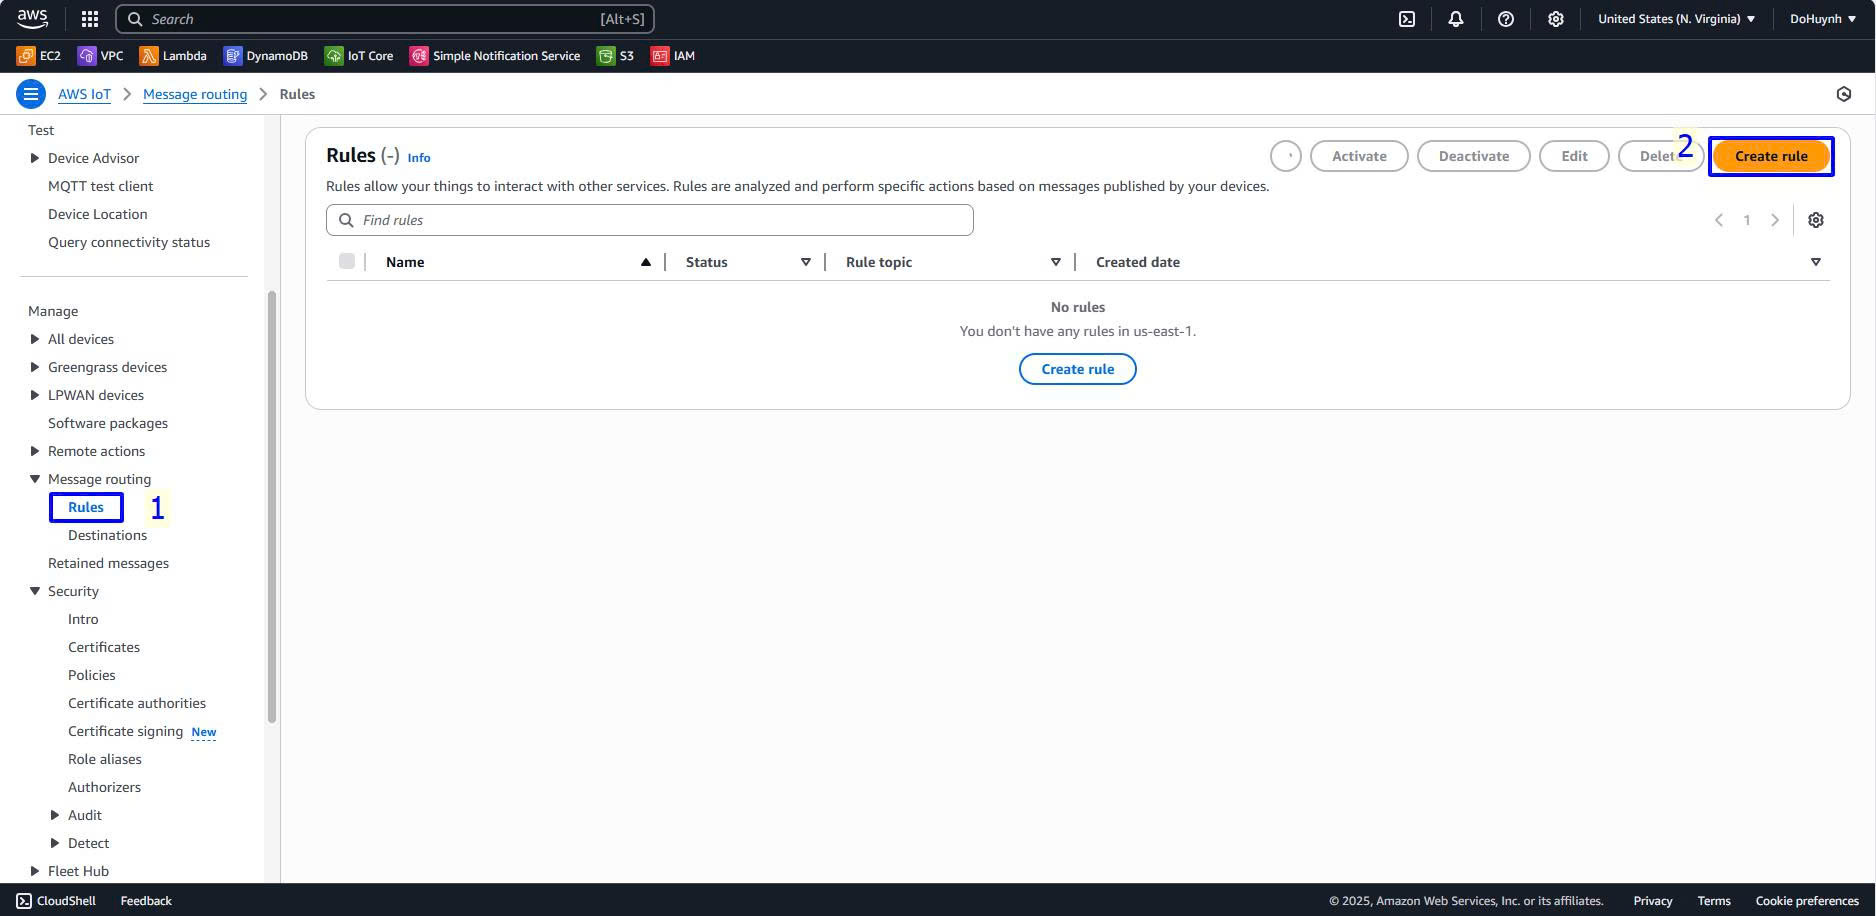 aws
Search [Alt+S]
United States (N. Virginia) DoHuynh
EC2 VPC Lambda DynamoDB IoT Core Simple Notification Service S3 IAM
AWS IoT Message routing Rules
Test
Device Advisor
MQTT test client
Device Location
Query connectivity status
Manage
All devices
Greengrass devices
LPWAN devices
Software packages
Remote actions
Message routing
Rules 1
Destinations
Retained messages
Security
Intro
Certificates
Policies
Certificate authorities
Certificate signing New
Role aliases
Authorizers
Audit
Detect
Fleet Hub
Rules (-) Info
Activate Deactivate Edit Delete 2 Create rule
Rules allow your things to interact with other services. Rules are analyzed and perform specific actions based on messages published by your devices.
Find rules
1
Name Status Rule topic Created date
No rules
You don't have any rules in us-east-1.
Create rule
CloudShell Feedback © 2025, Amazon Web Services, Inc. or its affiliates. Privacy Terms Cookie preferences